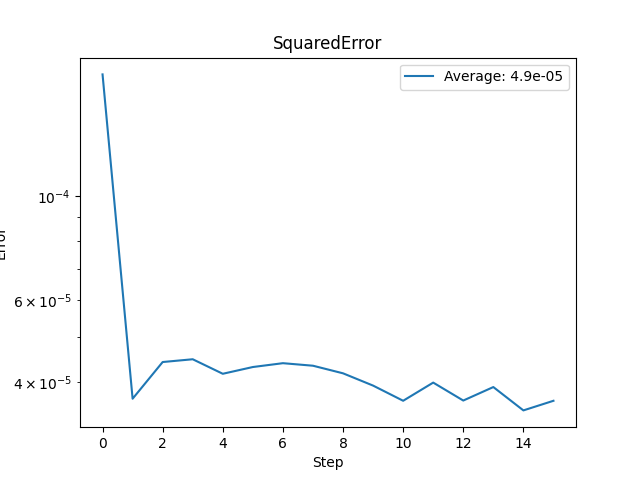 SquaredError
Average: 4.9e-05
10⁻⁴
6 × 10⁻⁵
4 × 10⁻⁵
Error
0 2 4 6 8 10 12 14
Step